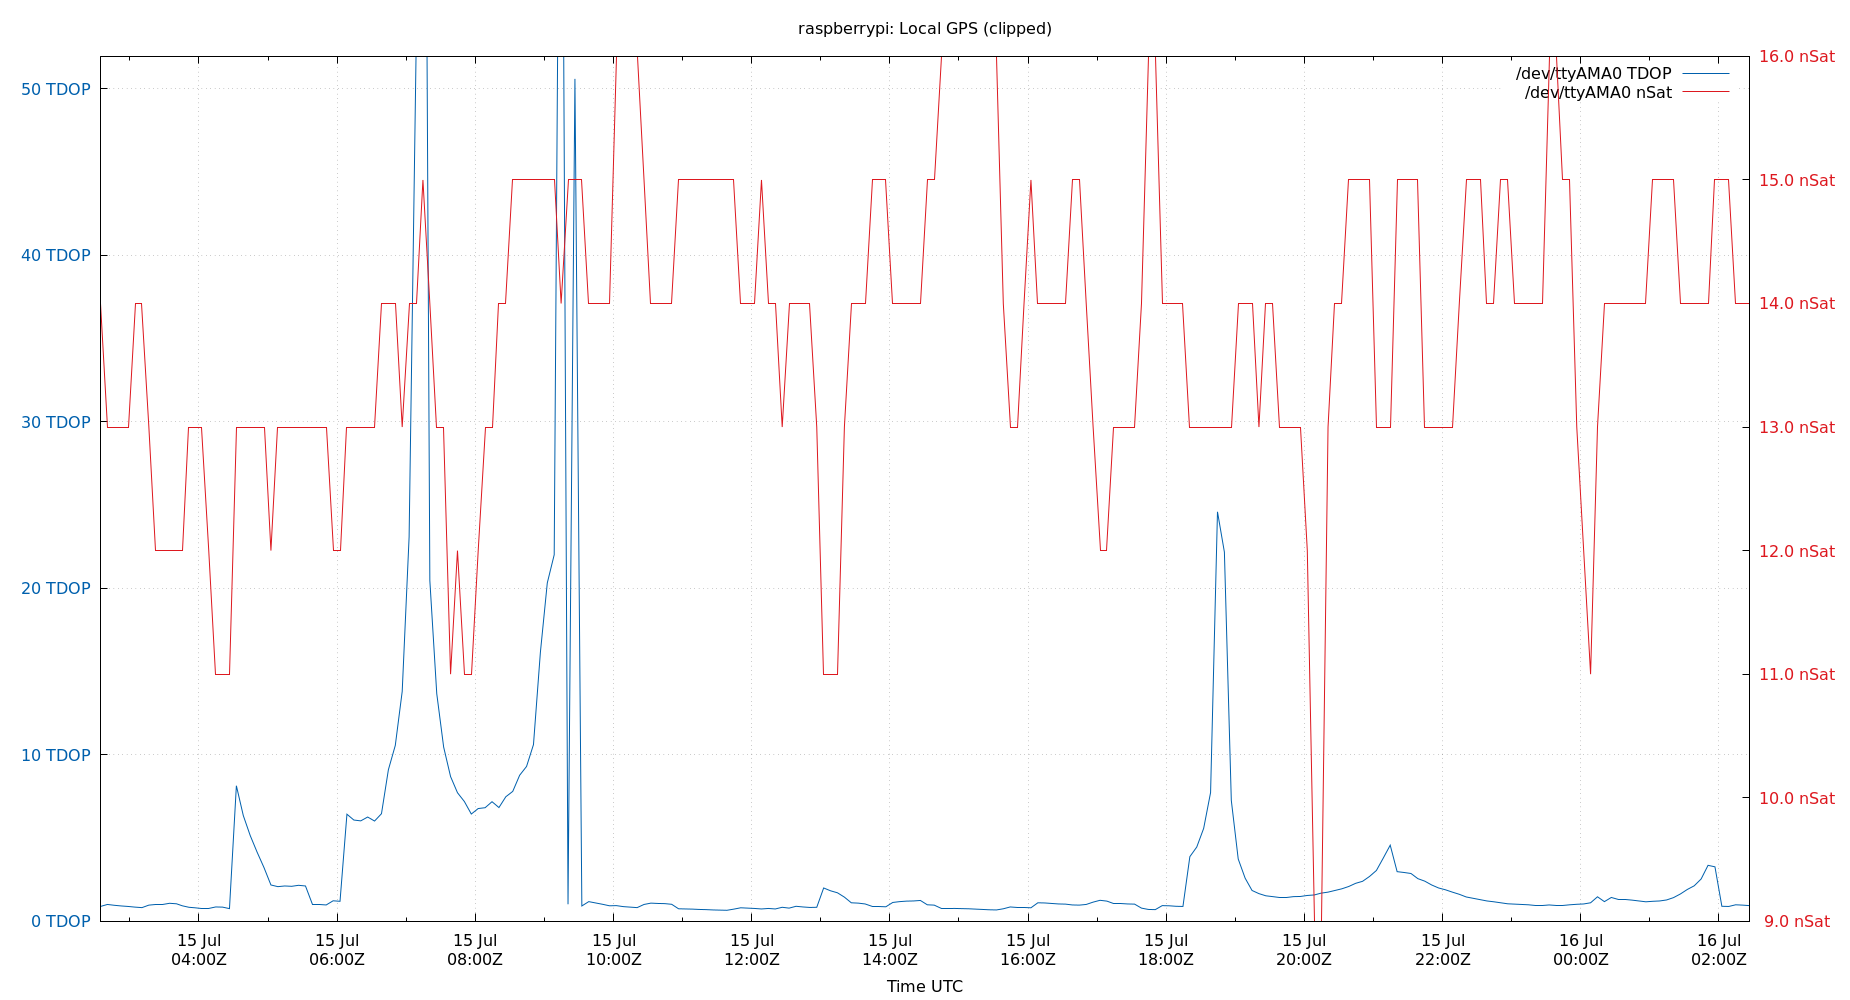 raspberrypi: Local GPS (clipped)
50 TDOP
40 TDOP
30 TDOP
20 TDOP
10 TDOP
0 TDOP
/dev/ttyAMA0 TDOP
/dev/ttyAMA0 nSat
16.0 nSat
15.0 nSat
14.0 nSat
13.0 nSat
12.0 nSat
11.0 nSat
10.0 nSat
9.0 nSat
15 Jul
04:00Z
15 Jul
06:00Z
15 Jul
08:00Z
15 Jul
10:00Z
15 Jul
12:00Z
15 Jul
14:00Z
15 Jul
16:00Z
15 Jul
18:00Z
15 Jul
20:00Z
15 Jul
22:00Z
16 Jul
00:00Z
16 Jul
02:00Z
Time UTC